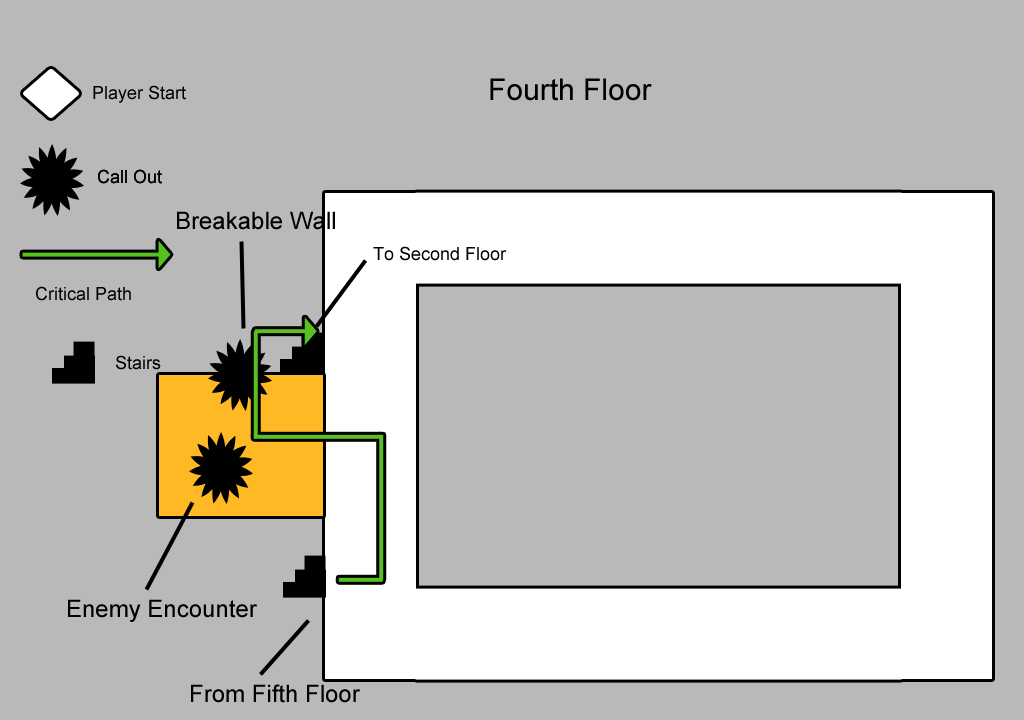 Fourth Floor
Player Start
Call Out
Breakable Wall
To Second Floor
Critical Path
Stairs
Enemy Encounter
From Fifth Floor